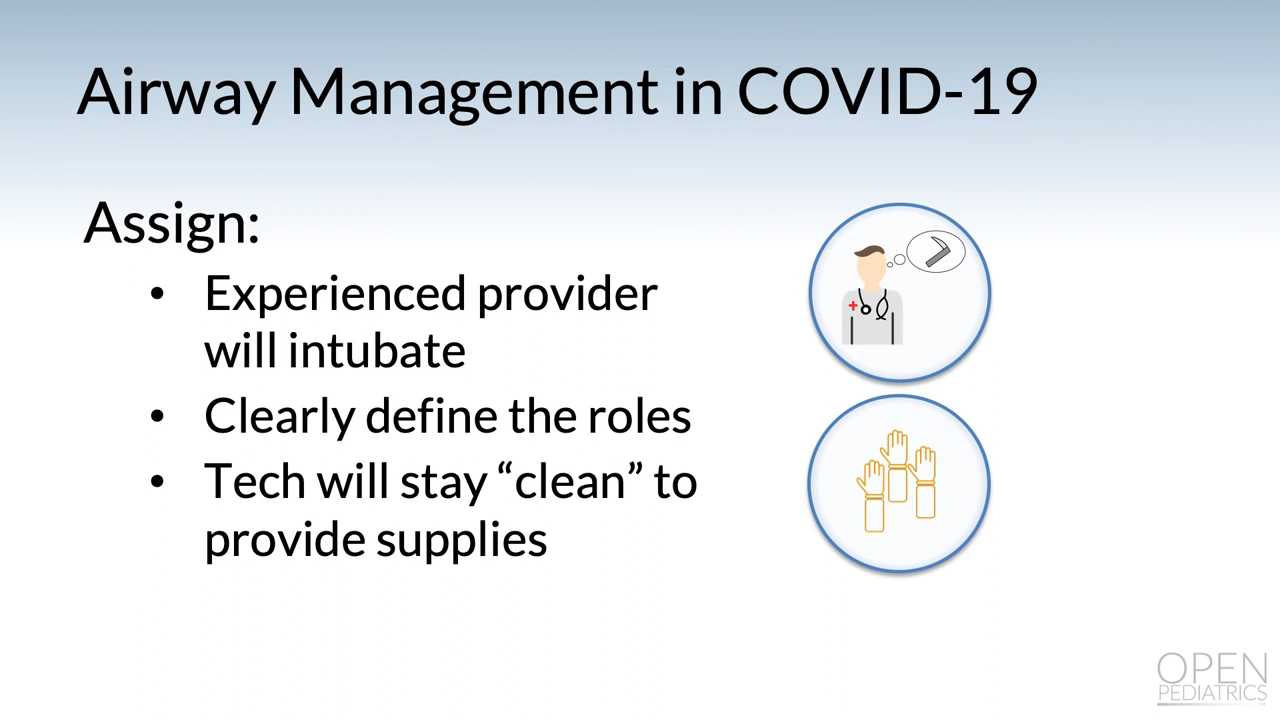 Airway Management in COVID-19
Assign:
• Experienced provider
will intubate
• Clearly define the roles
• Tech will stay “clean” to
provide supplies
OPEN
PEDIATRICS